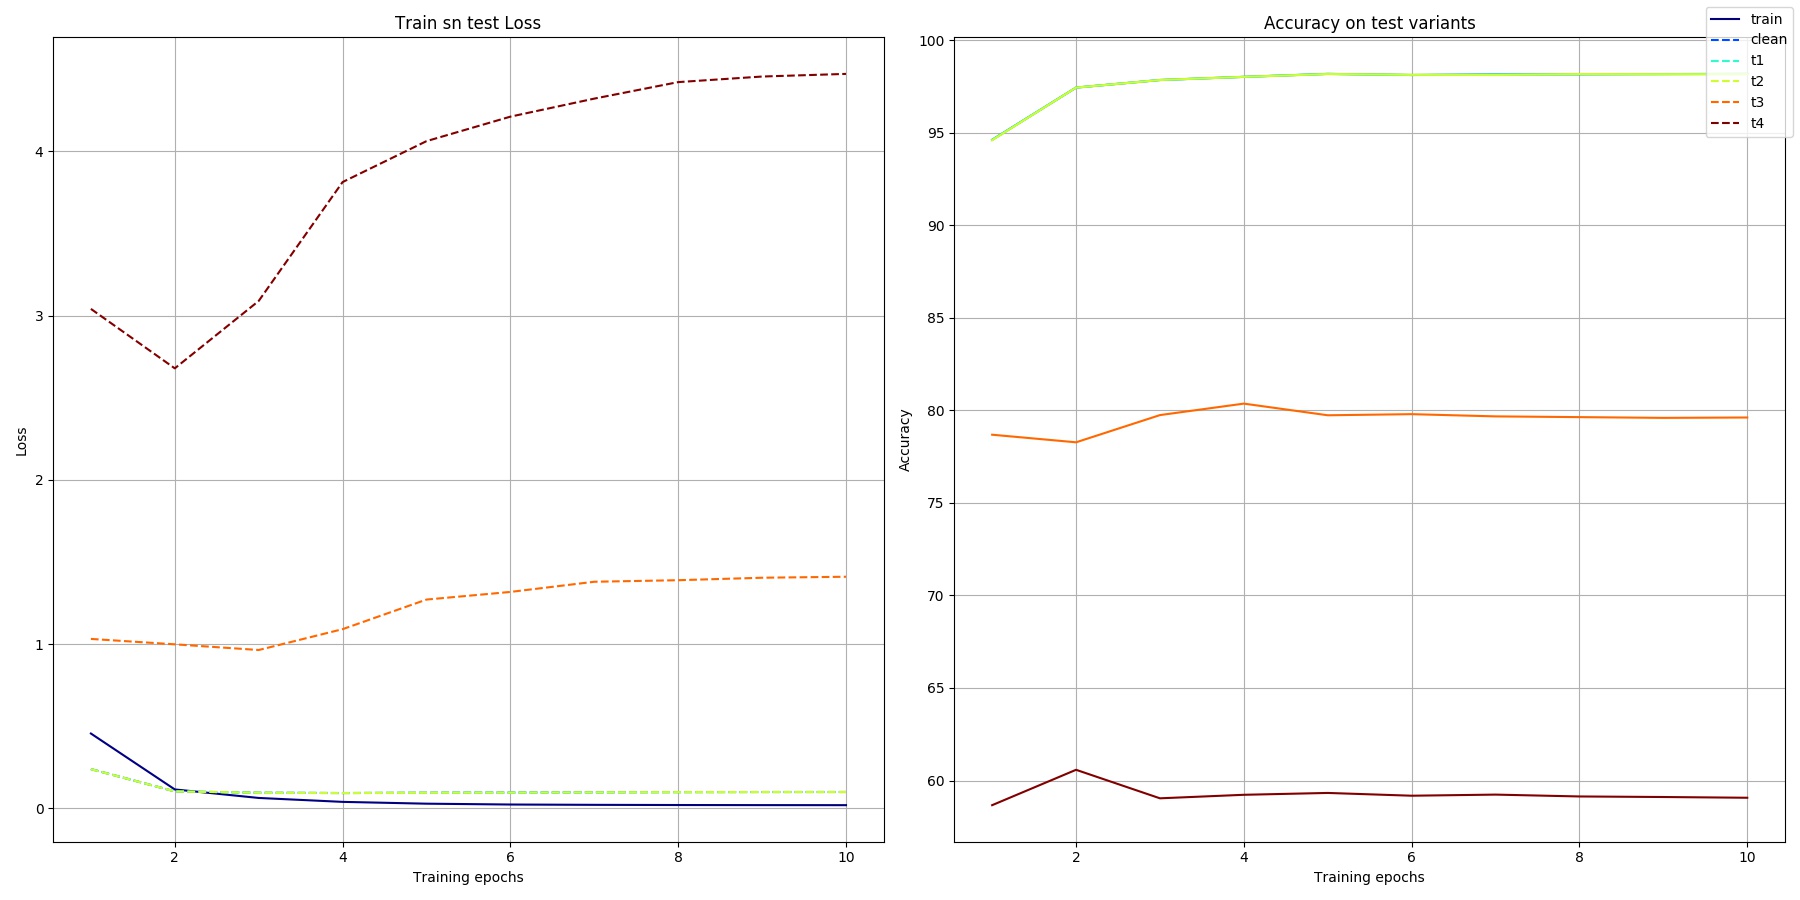 Train sn test Loss
Loss
4
3
2
1
0
2 4 6 8 10
Training epochs
Accuracy on test variants
Accuracy
100
95
90
85
80
75
70
65
60
2 4 6 8 10
Training epochs
train
clean
t1
t2
t3
t4